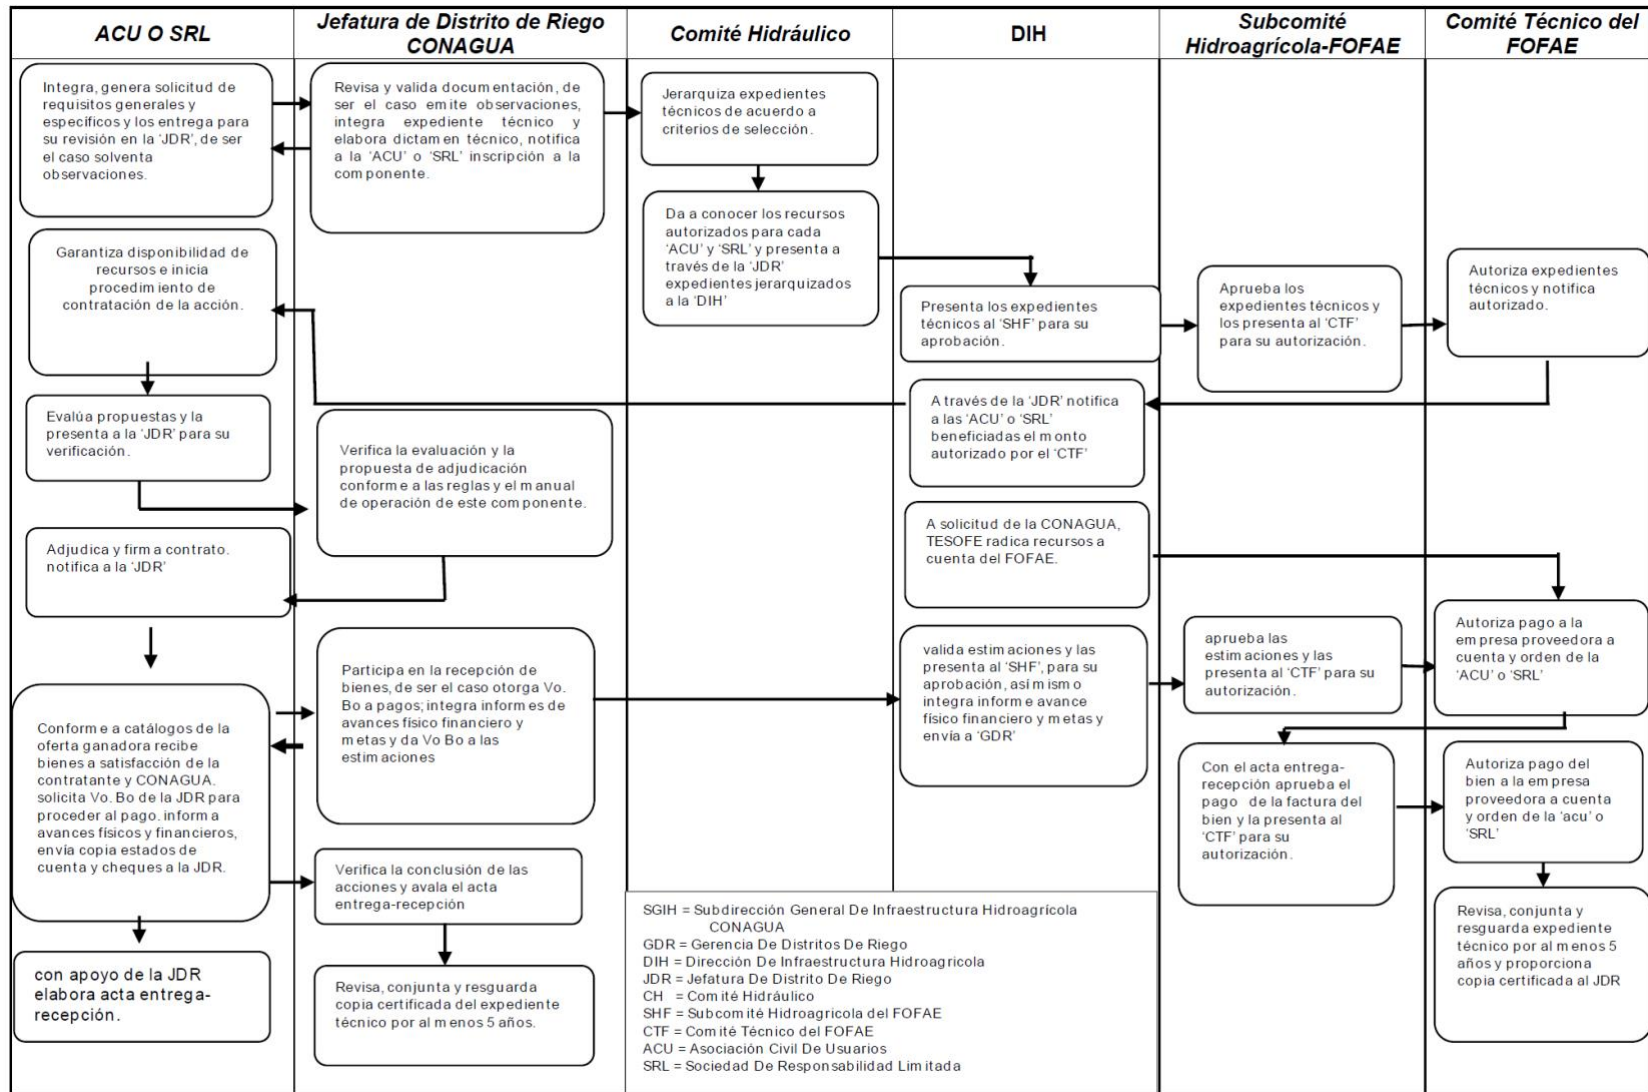 ACU O SRL
Jefatura de Distrito de Riego
CONAGUA
Comité Hidráulico
DIH
Subcomité
Hidroagrícola-FOFAE
Comité Técnico del
FOFAE
Integra, genera solicitud de
requisitos generales y
específicos y los entrega para
su revisión en la 'JDR', de ser
el caso solventa
observaciones.
Revisa y valida documentación, de
ser el caso emite observaciones,
integra expediente técnico y
elabora dictamen técnico, notifica
a la 'ACU' o 'SRL' inscripción a la
componente.
Jerarquiza expedientes
técnicos de acuerdo a
criterios de selección.
Da a conocer los recursos
autorizados para cada
'ACU' y 'SRL' y presenta a
través de la 'JDR'
expedientes jerarquizados
a la 'DIH'
Garantiza disponibilidad de
recursos e inicia
procedimiento de
contratación de la acción.
Presenta los expedientes
técnicos al 'SHF' para su
aprobación.
Aprueba los
expedientes técnicos y
los presenta al 'CTF'
para su autorización.
Autoriza expedientes
técnicos y notifica
autorizado.
Evalúa propuestas y la
presenta a la 'JDR' para su
verificación.
Verifica la evaluación y la
propuesta de adjudicación
conforme a las reglas y el manual
de operación de este componente.
A través de la 'JDR' notifica
a las 'ACU' o 'SRL'
beneficiadas el monto
autorizado por el 'CTF'
Adjudica y firma contrato.
notifica a la 'JDR'
A solicitud de la CONAGUA,
TESOFE radica recursos a
cuenta del FOFAE.
Conforme a catálogos de la
oferta ganadora recibe
bienes a satisfacción de la
contratante y CONAGUA.
solicita Vo. Bo de la JDR para
proceder al pago. informa
avances físicos y financieros,
envía copia estados de
cuenta y cheques a la JDR.
Participa en la recepción de
bienes, de ser el caso otorga Vo.
Bo a pagos; integra informes de
avances físico financiero y
metas y da Vo Bo a las
estimaciones
valida estimaciones y las
presenta al 'SHF', para su
aprobación, así mismo
integra informe avance
físico financiero y metas y
envía a 'GDR'
aprueba las
estimaciones y las
presenta al 'CTF' para su
autorización.
Autoriza pago a la
empresa proveedora a
cuenta y orden de la
'ACU' o 'SRL'
Con el acta entrega-
recepción aprueba el
pago de la factura del
bien y la presenta al
'CTF' para su
autorización.
Autoriza pago del
bien a la empresa
proveedora a cuenta
y orden de la 'acu' o
'SRL'
Verifica la conclusión de las
acciones y avala el acta
entrega-recepción
con apoyo de la JDR
elabora acta entrega-
recepción.
Revisa, conjunta y resguarda
copia certificada del expediente
técnico por al menos 5 años.
Revisa, conjunta y
resguarda expediente
técnico por al menos 5
años y proporciona
copia certificada al JDR
SGIH = Subdirección General De Infraestructura Hidroagrícola
CONAGUA
GDR = Gerencia De Distritos De Riego
DIH = Dirección De Infraestructura Hidroagricola
JDR = Jefatura De Distrito De Riego
CH = Comité Hidráulico
SHF = Subcomité Hidroagricola del FOFAE
CTF = Comité Técnico del FOFAE
ACU = Asociación Civil De Usuarios
SRL = Sociedad De Responsabilidad Limitada